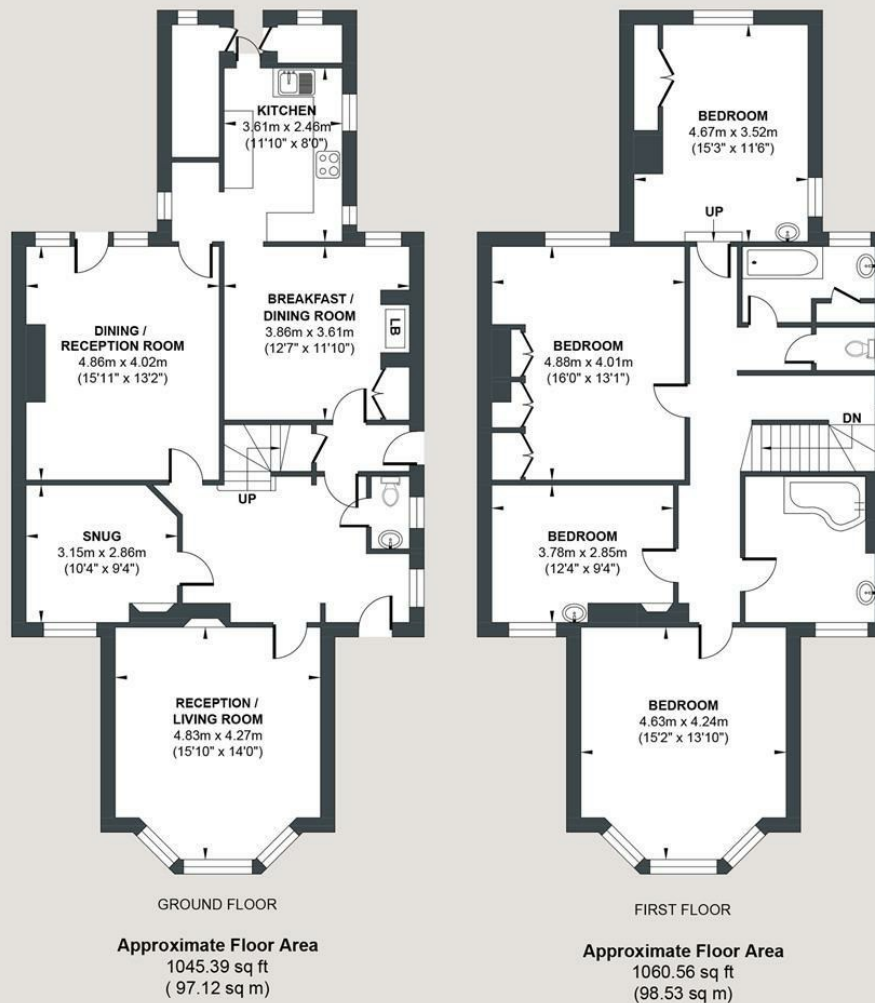 KITCHEN
3.61m x 2.46m
(11'10" x 8'0")
DINING /
RECEPTION ROOM
4.86m x 4.02m
(15'11" x 13'2")
BREAKFAST /
DINING ROOM
3.86m x 3.61m
(12'7" x 11'10")
LB
UP
SNUG
3.15m x 2.86m
(10'4" x 9'4")
RECEPTION /
LIVING ROOM
4.83m x 4.27m
(15'10" x 14'0")
GROUND FLOOR
Approximate Floor Area
1045.39 sq ft
( 97.12 sq m)
BEDROOM
4.67m x 3.52m
(15'3" x 11'6")
UP
BEDROOM
4.88m x 4.01m
(16'0" x 13'1")
DN
BEDROOM
3.78m x 2.85m
(12'4" x 9'4")
BEDROOM
4.63m x 4.24m
(15'2" x 13'10")
FIRST FLOOR
Approximate Floor Area
1060.56 sq ft
(98.53 sq m)